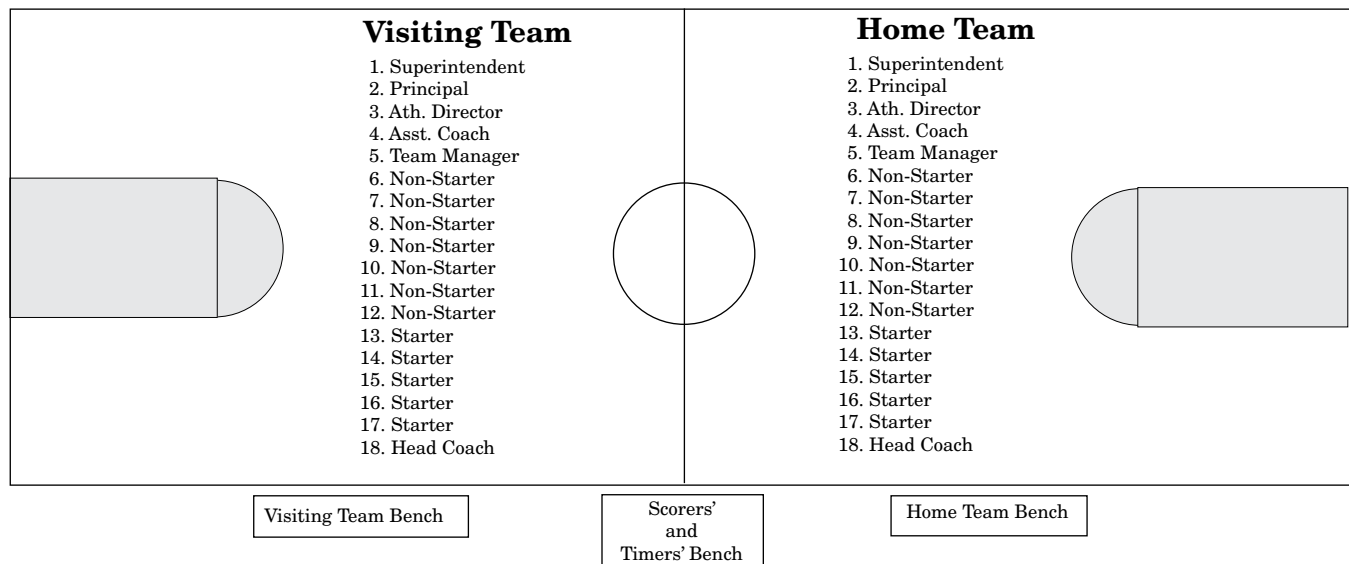 Visiting Team
1. Superintendent
2. Principal
3. Ath. Director
4. Asst. Coach
5. Team Manager
6. Non-Starter
7. Non-Starter
8. Non-Starter
9. Non-Starter
10. Non-Starter
11. Non-Starter
12. Non-Starter
13. Starter
14. Starter
15. Starter
16. Starter
17. Starter
18. Head Coach
Home Team
1. Superintendent
2. Principal
3. Ath. Director
4. Asst. Coach
5. Team Manager
6. Non-Starter
7. Non-Starter
8. Non-Starter
9. Non-Starter
10. Non-Starter
11. Non-Starter
12. Non-Starter
13. Starter
14. Starter
15. Starter
16. Starter
17. Starter
18. Head Coach
Visiting Team Bench
Scorers'
and
Timers' Bench
Home Team Bench